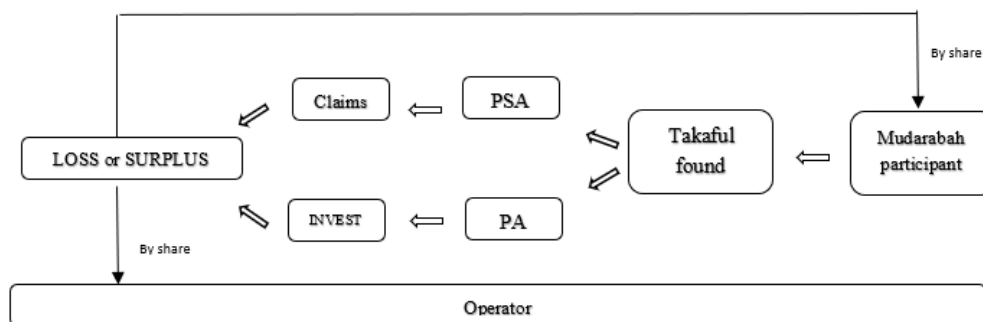 By share
Claims
PSA
Takaful
found
Mudarabah
participant
LOSS or SURPLUS
INVEST
PA
By share
Operator